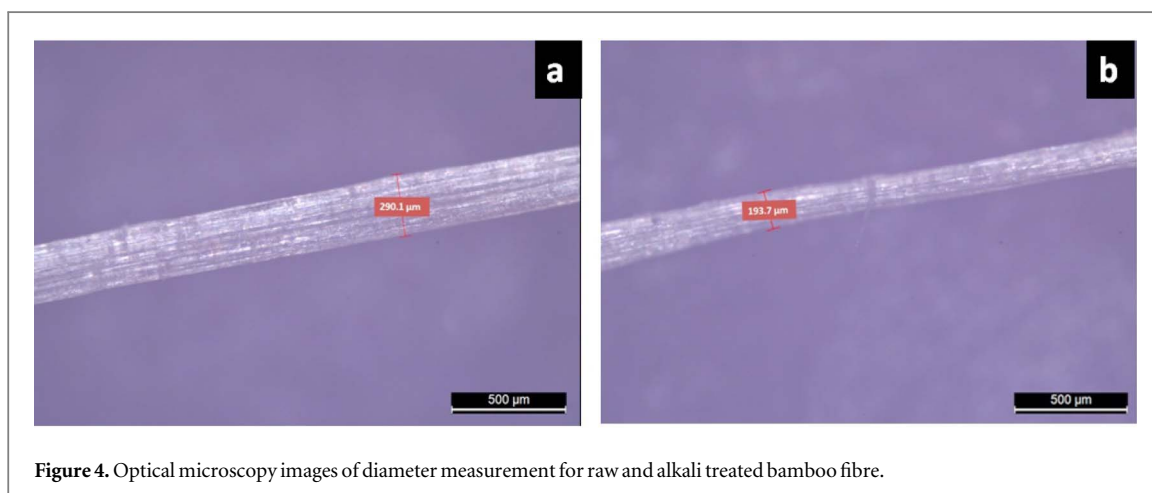 a
290.1 µm
500 µm
b
193.7 µm
500 µm
Figure 4. Optical microscopy images of diameter measurement for raw and alkali treated bamboo fibre.